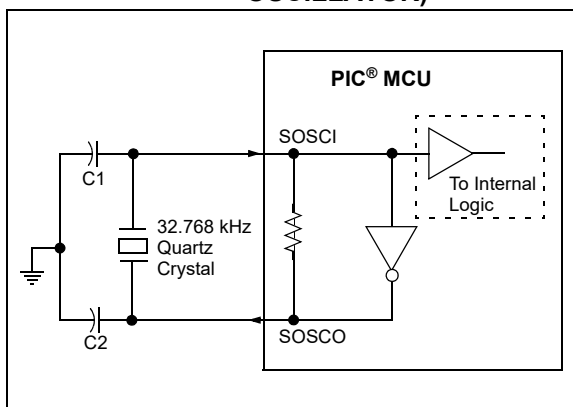 OSCILLATOR)
PIC® MCU
SOSCI
C1
To Internal
Logic
32.768 kHz
Quartz
Crystal
C2
SOSCO